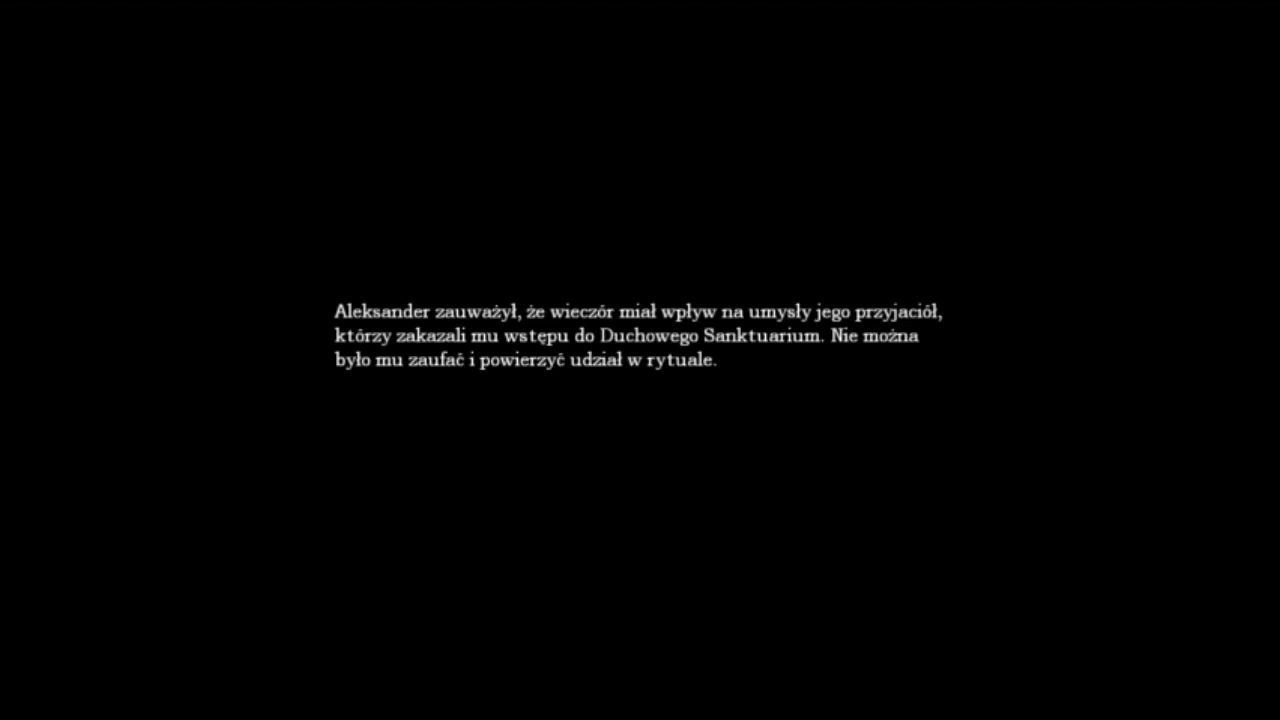 Aleksander zauważył, że wieczór miał wpływ na umysły jego przyjaciół,
którzy zakazali mu wstępu do Duchowego Sanktuarium. Nie można
było mu zaufać i powierzyć udział w rytuale.